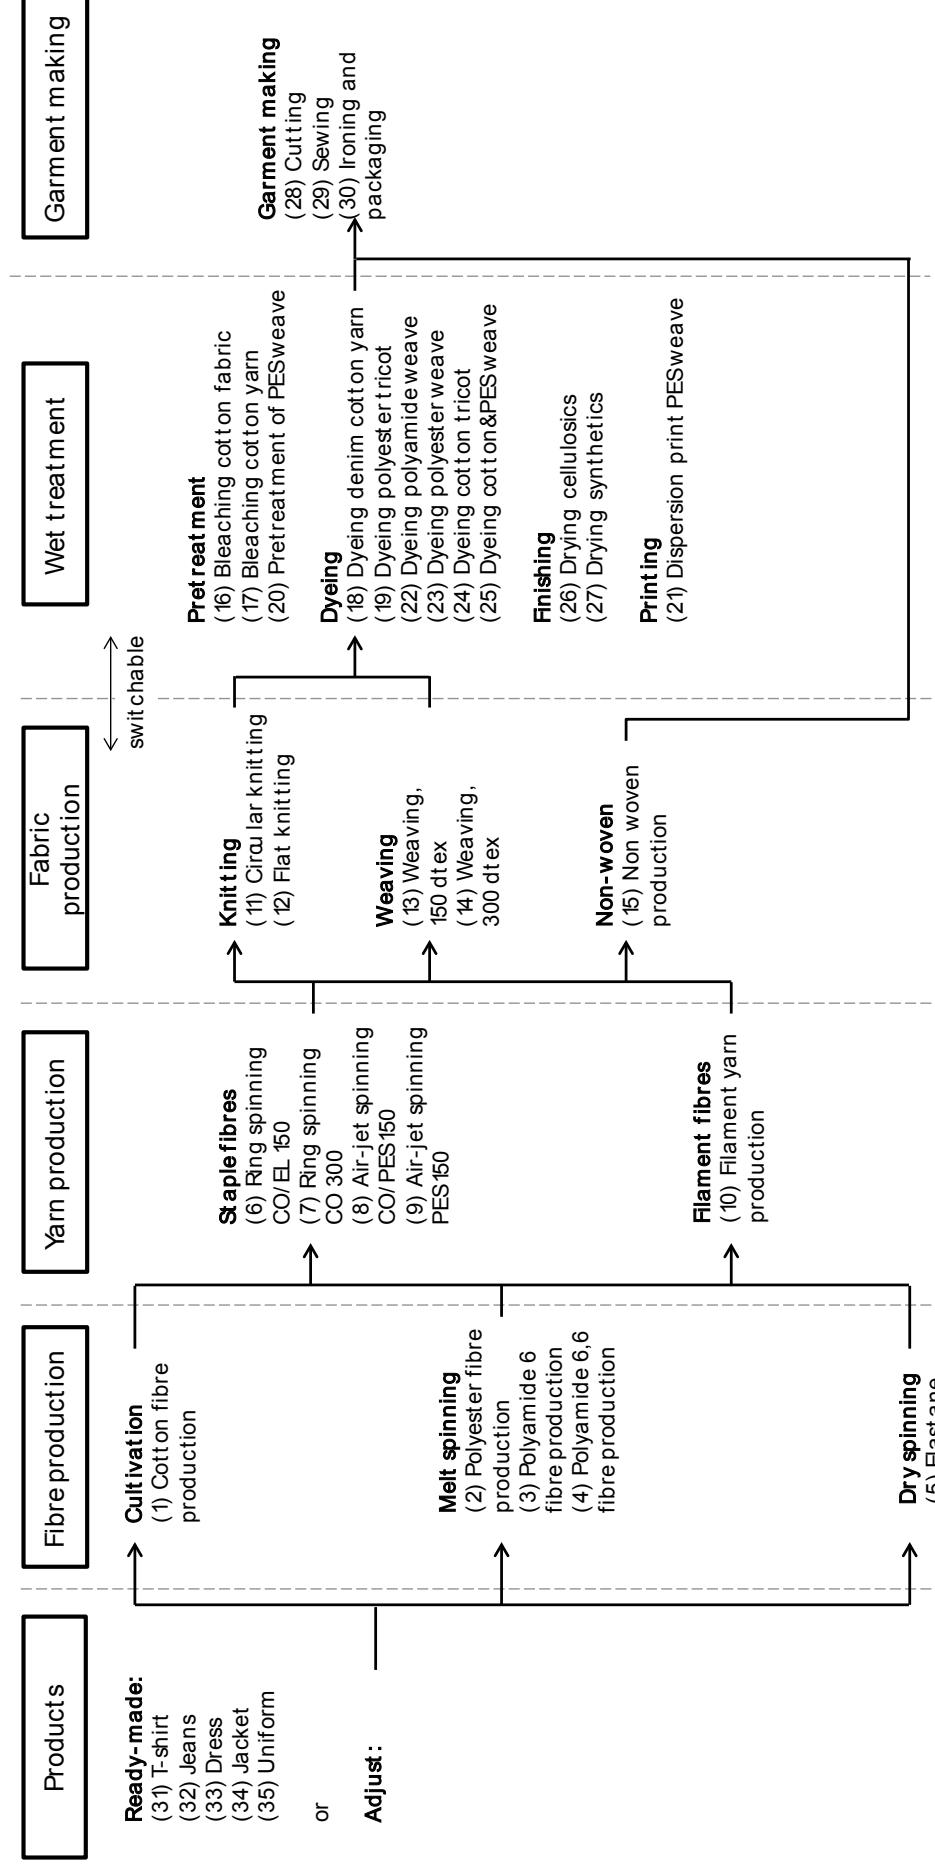 Products
Ready-made:
(31) T-shirt
(32) Jeans
(33) Dress
(34) Jacket
(35) Uniform
or
Adjust:
Fibre production
Cultivation
(1) Cotton fibre
production
Melt spinning
(2) Polyester fibre
production
(3) Polyamide 6
fibre production
(4) Polyamide 6,6
fibre production
Dry spinning
(5) Elastane
Yarn production
Staple fibres
(6) Ring spinning
CO/EL 150
(7) Ring spinning
CO 300
(8) Air-jet spinning
CO/PES150
(9) Air-jet spinning
PES150
Filament fibres
(10) Filament yarn
production
Fabric
production
Knitting
(11) Circular knitting
(12) Flat knitting
Weaving
(13) Weaving,
150 dtex
(14) Weaving,
300 dtex
Non-woven
(15) Non woven
production
switchable
Wet treatment
Pretreatment
(16) Bleaching cotton fabric
(17) Bleaching cotton yarn
(20) Pretreatment of PES weave
Dyeing
(18) Dyeing denim cotton yarn
(19) Dyeing polyester tricot
(22) Dyeing polyamide weave
(23) Dyeing polyester weave
(24) Dyeing cotton tricot
(25) Dyeing cotton&PES weave
Finishing
(26) Drying cellulosics
(27) Drying synthetics
Printing
(21) Dispersion print PES weave
Garment making
Garment making
(28) Cutting
(29) Sewing
(30) Ironing and
packaging